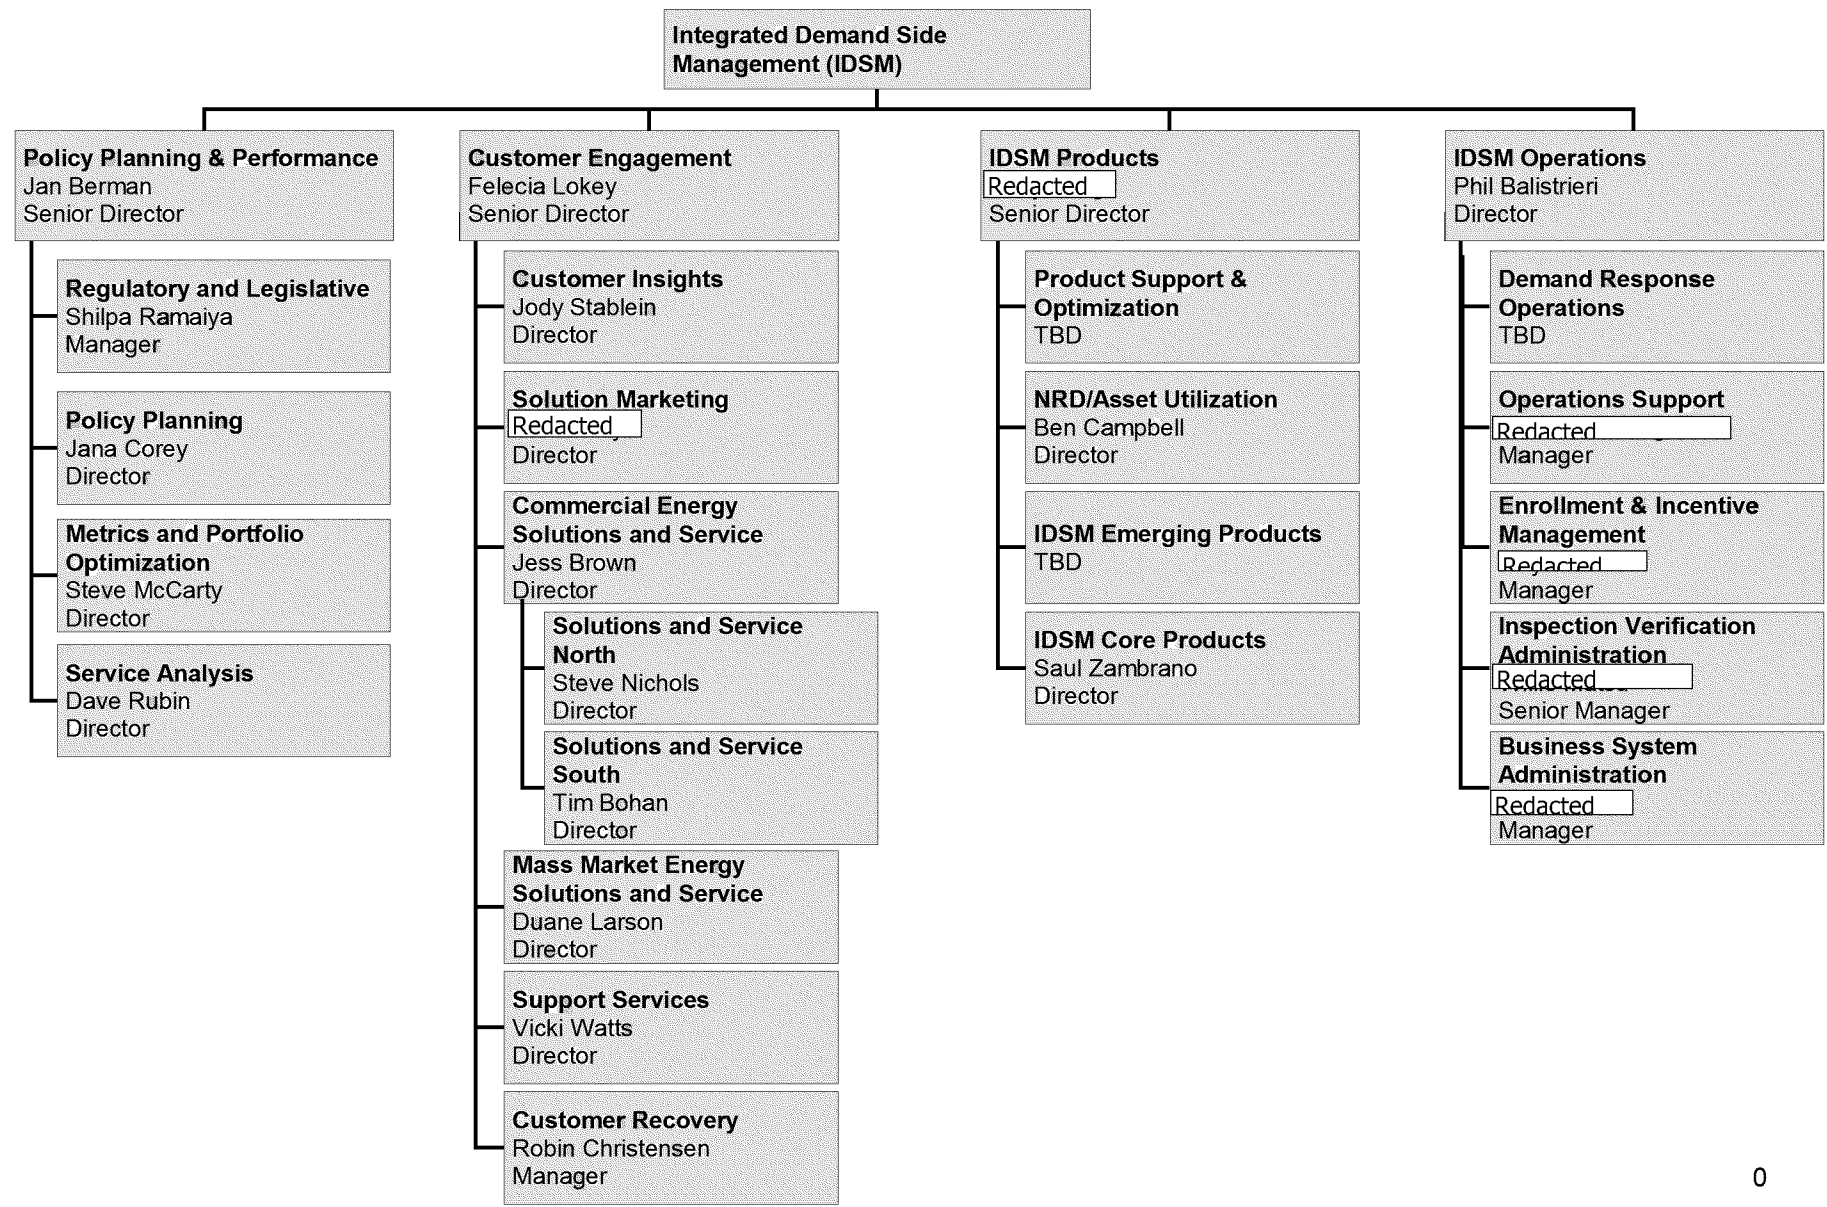 Integrated Demand Side
Management (IDSM)
Policy Planning & Performance
Jan Berman
Senior Director
Regulatory and Legislative
Shilpa Ramaiya
Manager
Policy Planning
Jana Corey
Director
Metrics and Portfolio
Optimization
Steve McCarty
Director
Service Analysis
Dave Rubin
Director
Customer Engagement
Felecia Lokey
Senior Director
Customer Insights
Jody Stablein
Director
Solution Marketing
Redacted
Director
Commercial Energy
Solutions and Service
Jess Brown
Director
Solutions and Service
North
Steve Nichols
Director
Solutions and Service
South
Tim Bohan
Director
Mass Market Energy
Solutions and Service
Duane Larson
Director
Support Services
Vicki Watts
Director
Customer Recovery
Robin Christensen
Manager
IDSM Products
Redacted
Senior Director
Product Support &
Optimization
TBD
NRD/Asset Utilization
Ben Campbell
Director
IDSM Emerging Products
TBD
IDSM Core Products
Saul Zambrano
Director
IDSM Operations
Phil Balistrieri
Director
Demand Response
Operations
TBD
Operations Support
Redacted
Manager
Enrollment & Incentive
Management
Redacted
Manager
Inspection Verification
Administration
Redacted
Senior Manager
Business System
Administration
Redacted
Manager
0